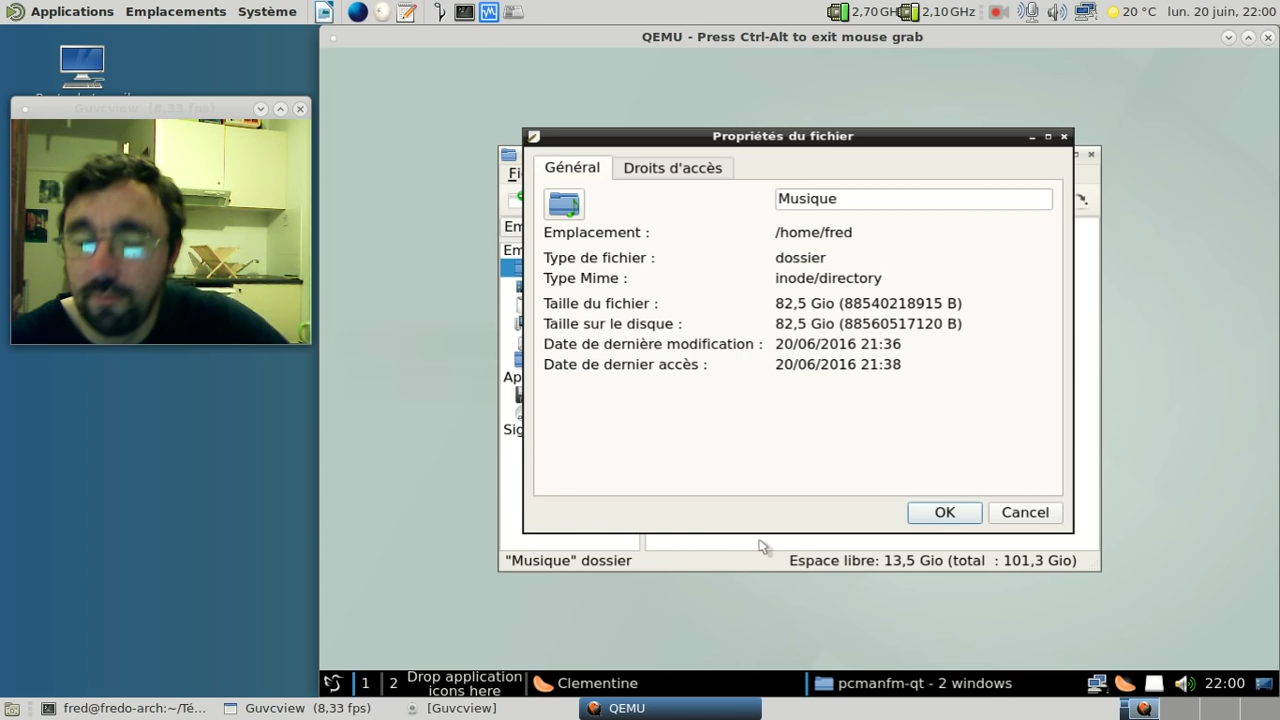 Applications Emplacements Système 2,70 GH 2,10 GHz 20 °C lun. 20 juin, 22:00
QEMU - Press Ctrl-Alt to exit mouse grab
Guvcview (8,33 fps)
Propriétés du fichier
Général Droits d'accès
Musique
Emplacement : /home/fred
Type de fichier : dossier
Type Mime : inode/directory
Taille du fichier : 82,5 Gio (88540218915 B)
Taille sur le disque : 82,5 Gio (88560517120 B)
Date de dernière modification : 20/06/2016 21:36
Date de dernier accès : 20/06/2016 21:38
OK Cancel
"Musique" dossier Espace libre: 13,5 Gio (total : 101,3 Gio)
1 2 Drop application
icons here
Clementine pcmanfm-qt - 2 windows 22:00
fred@fredo-arch:~/Té... Guvcview (8,33 fps) [Guvcview] QEMU